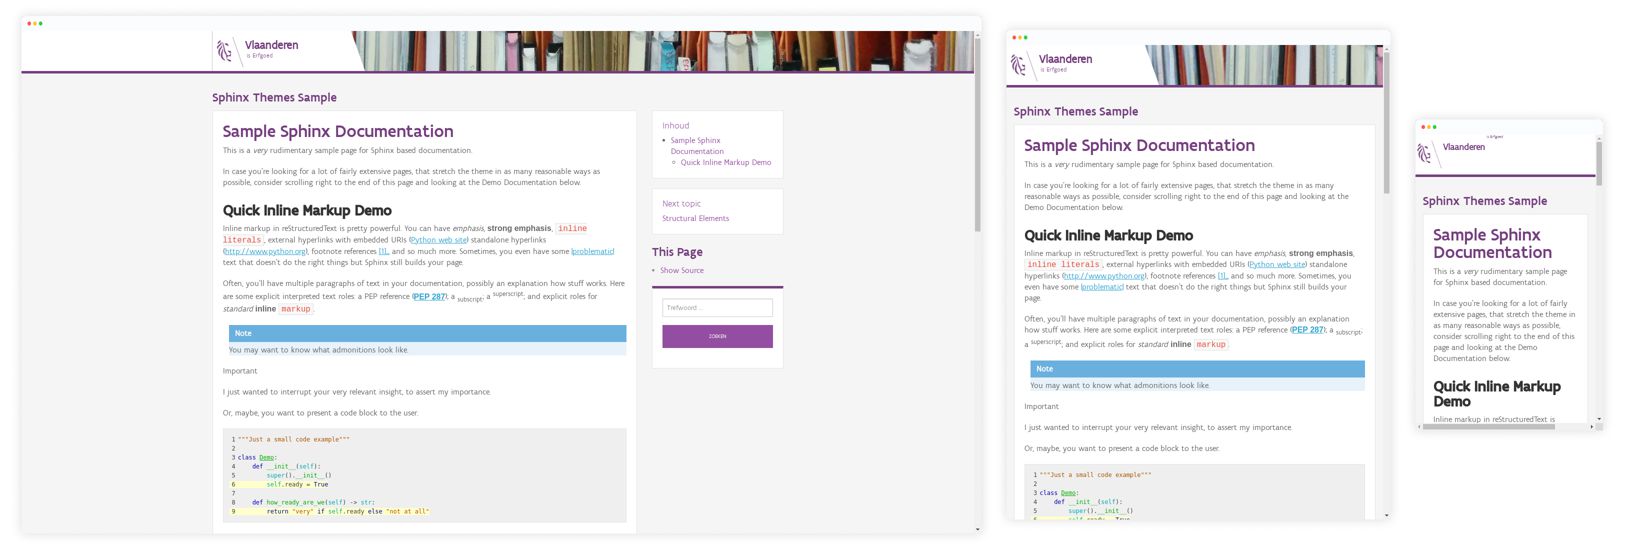 Vlaanderen
is Erfgoed
Sphinx Themes Sample
Sample Sphinx Documentation
This is a very rudimentary sample page for Sphinx based documentation.
In case you're looking for a lot of fairly extensive pages, that stretch the theme in as many reasonable ways as
possible, consider scrolling right to the end of this page and looking at the Demo Documentation below.
Quick Inline Markup Demo
Inline markup in reStructuredText is pretty powerful. You can have emphasis, strong emphasis, inline
literals, external hyperlinks with embedded URIs (Python web site) standalone hyperlinks
(http://www.python.org), footnote references [1], and so much more. Sometimes, you even have some |problematic|
text that doesn't do the right things but Sphinx still builds your page.
Often, you'll have multiple paragraphs of text in your documentation, possibly an explanation how stuff works. Here
are some explicit interpreted text roles: a PEP reference (PEP 287); a subscript; a superscript; and explicit roles for
standard inline markup.
Note
You may want to know what admonitions look like.
Important
I just wanted to interrupt your very relevant insight, to assert my importance.
Or, maybe, you want to present a code block to the user.
1 """Just a small code example"""
2
3 class Demo:
4     def __init__(self):
5         super().__init__()
6         self.ready = True
7
8     def how_ready_are_we(self) -> str:
9         return "very" if self.ready else "not at all"
Inhoud
Sample Sphinx
Documentation
Quick Inline Markup Demo
Next topic
Structural Elements
This Page
Show Source
Trefwoord ...
ZOEKEN
Vlaanderen
is Erfgoed
Sphinx Themes Sample
Sample Sphinx Documentation
This is a very rudimentary sample page for Sphinx based documentation.
In case you're looking for a lot of fairly extensive pages, that stretch the theme in as many
reasonable ways as possible, consider scrolling right to the end of this page and looking at the
Demo Documentation below.
Quick Inline Markup Demo
Inline markup in reStructuredText is pretty powerful. You can have emphasis, strong emphasis,
inline literals, external hyperlinks with embedded URIs (Python web site) standalone
hyperlinks (http://www.python.org), footnote references [1], and so much more. Sometimes, you
even have some |problematic| text that doesn't do the right things but Sphinx still builds your
page.
Often, you'll have multiple paragraphs of text in your documentation, possibly an explanation
how stuff works. Here are some explicit interpreted text roles: a PEP reference (PEP 287); a subscript;
a superscript; and explicit roles for standard inline markup.
Note
You may want to know what admonitions look like.
Important
I just wanted to interrupt your very relevant insight, to assert my importance.
Or, maybe, you want to present a code block to the user.
1 """Just a small code example"""
2
3 class Demo:
4     def __init__(self):
5         super().__init__()
6         self.ready = True
is Erfgoed
Vlaanderen
Sphinx Themes Sample
Sample Sphinx
Documentation
This is a very rudimentary sample page
for Sphinx based documentation.
In case you're looking for a lot of fairly
extensive pages, that stretch the theme in
as many reasonable ways as possible,
consider scrolling right to the end of this
page and looking at the Demo
Documentation below.
Quick Inline Markup
Demo
Inline markup in reStructuredText is